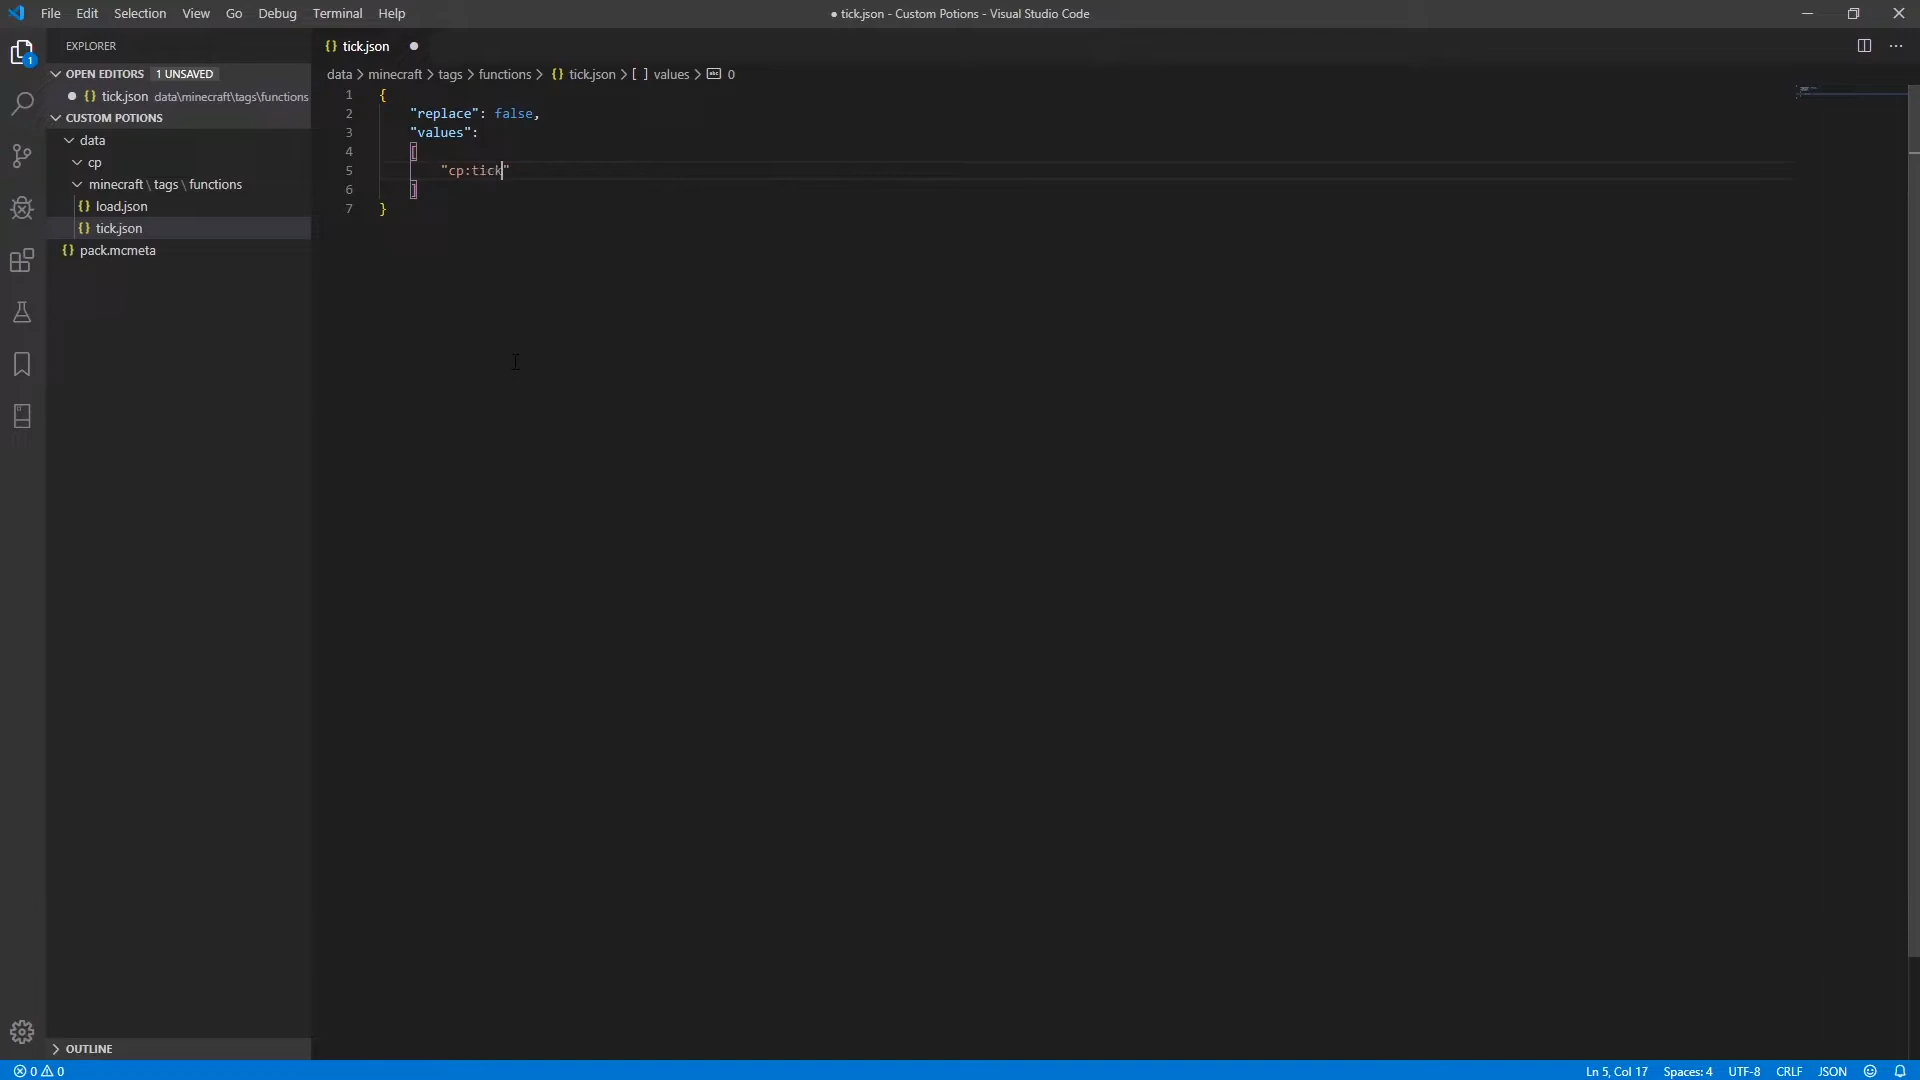 File Edit Selection View Go Debug Terminal Help
● tick.json - Custom Potions - Visual Studio Code
EXPLORER
OPEN EDITORS 1 UNSAVED
tick.json data\minecraft\tags\functions
CUSTOM POTIONS
data
cp
minecraft \ tags \ functions
load.json
tick.json
pack.mcmeta
OUTLINE
1
{} tick.json
data > minecraft > tags > functions > {} tick.json > [ ] values > abc 0
1 {
2 "replace": false,
3 "values":
4 [
5 "cp:tick"
6 ]
7 }
0 0
Ln 5, Col 17 Spaces: 4 UTF-8 CRLF JSON